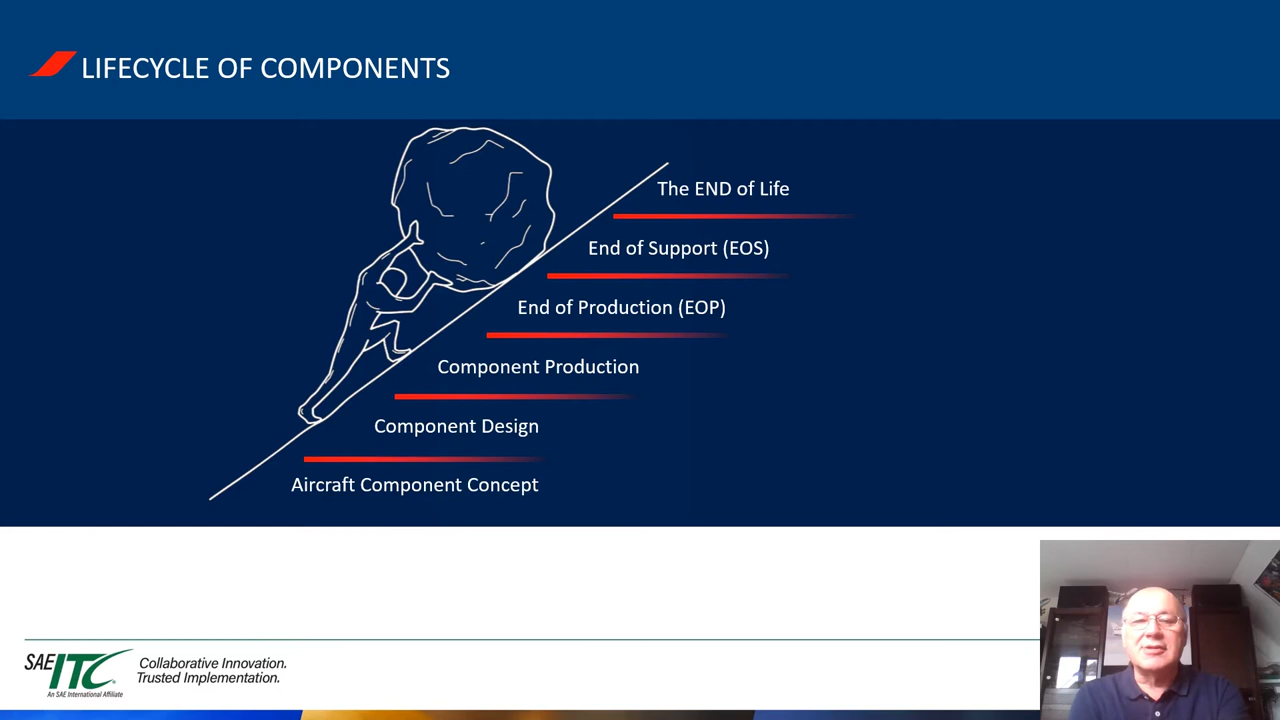 LIFECYCLE OF COMPONENTS
The END of Life
End of Support (EOS)
End of Production (EOP)
Component Production
Component Design
Aircraft Component Concept
SAE ITC
An SAE International Affiliate
Collaborative Innovation.
Trusted Implementation.